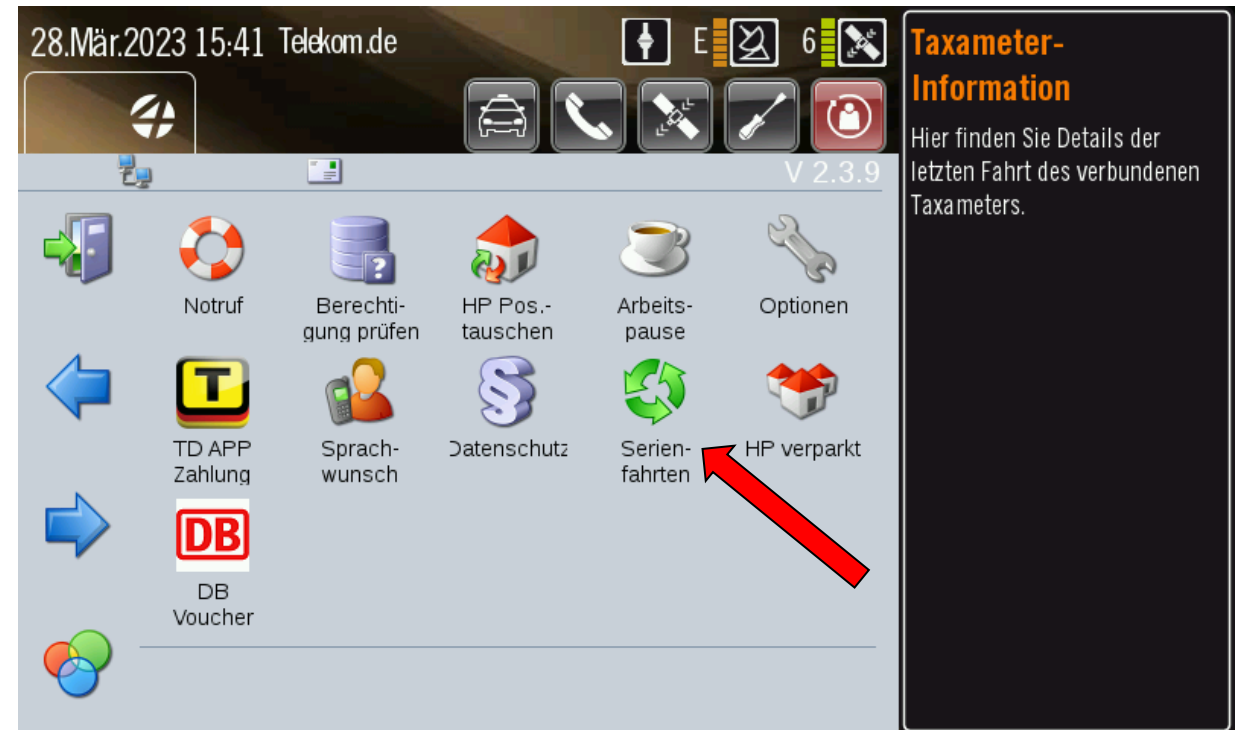 28.Mär.2023 15:41 Telekom.de
E
6
V 2.3.9
Notruf
Berechti-
gung prüfen
HP Pos.-
tauschen
Arbeits-
pause
Optionen
T
TD APP
Zahlung
Sprach-
wunsch
§
Datenschutz
Serien-
fahrten
HP verparkt
DB
DB
Voucher
Taxameter-
Information
Hier finden Sie Details der
letzten Fahrt des verbundenen
Taxameters.